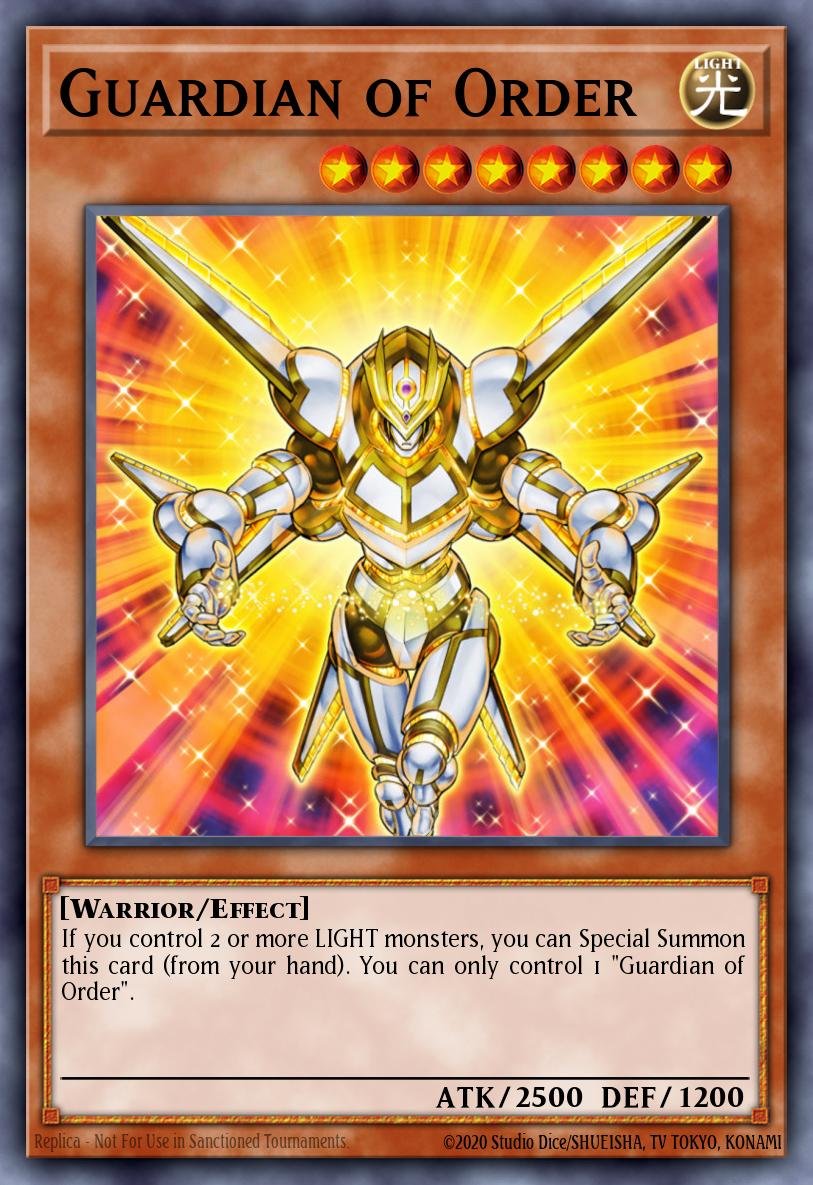 Guardian of Order
LIGHT
光
[Warrior/Effect]
If you control 2 or more LIGHT monsters, you can Special Summon
this card (from your hand). You can only control 1 "Guardian of
Order".
ATK/2500 DEF/1200
Replica - Not For Use in Sanctioned Tournaments.
©2020 Studio Dice/SHUEISHA, TV TOKYO, KONAMI